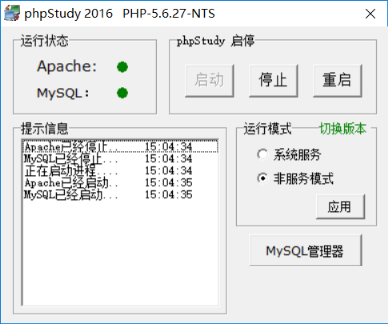 phpStudy 2016 PHP-5.6.27-NTS
运行状态
Apache:
MySQL:
phpStudy 启停
启动 停止 重启
提示信息
Apache已经停止.. 15:04:34
MySQL已经停止... 15:04:34
正在启动进程.... 15:04:34
Apache已经启动.. 15:04:35
MySQL已经启动... 15:04:35
运行模式 切换版本
系统服务
非服务模式
应用
MySQL管理器